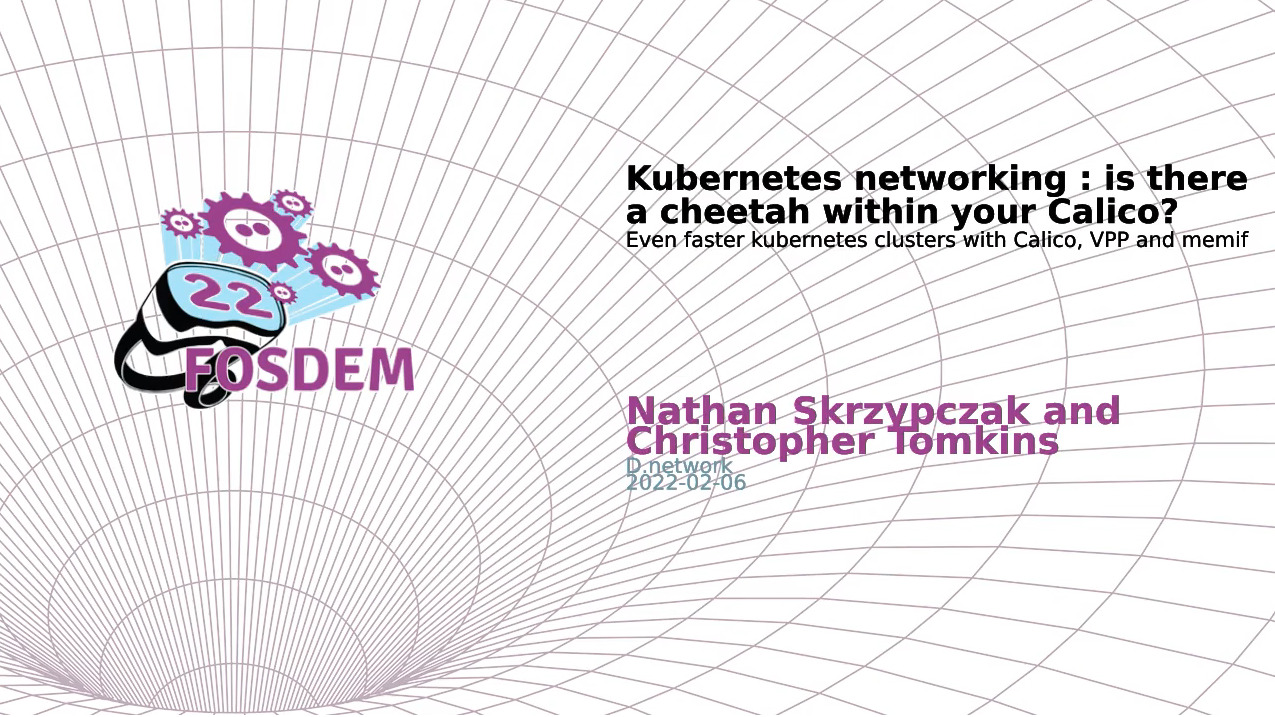 Kubernetes networking : is there
a cheetah within your Calico?
Even faster kubernetes clusters with Calico, VPP and memif
22
FOSDEM
Nathan Skrzypczak and
Christopher Tomkins
D.network
2022-02-06